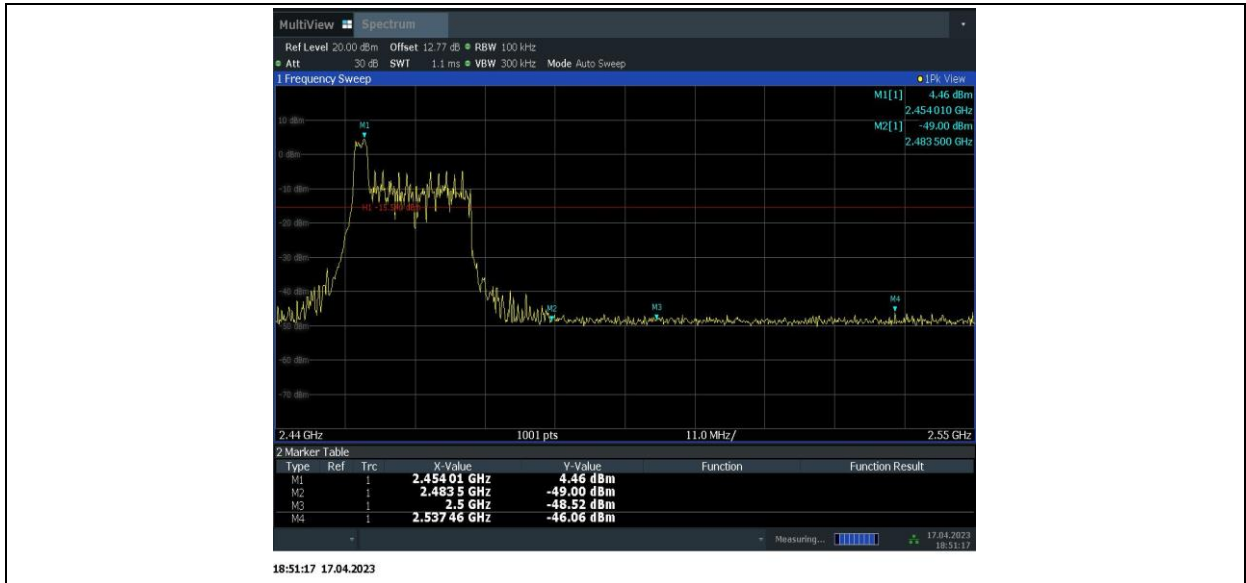 MultiView Spectrum
Ref Level 20.00 dBm Offset 12.77 dB RBW 100 kHz
Att 30 dB SWT 1.1 ms VBW 300 kHz Mode Auto Sweep
1 Frequency Sweep 1Pk View
M1[1] 4.46 dBm
2.454 010 GHz
M2[1] -49.00 dBm
2.483 500 GHz
10 dBm
M1
0 dBm
-10 dBm
-20 dBm
-30 dBm
-40 dBm
M2
M3
M4
-50 dBm
-60 dBm
-70 dBm
2.44 GHz 1001 pts 11.0 MHz/ 2.55 GHz
2 Marker Table
Type Ref Trc X-Value Y-Value Function Function Result
M1 1 2.454 01 GHz 4.46 dBm
M2 1 2.483 5 GHz -49.00 dBm
M3 1 2.5 GHz -48.52 dBm
M4 1 2.537 46 GHz -46.06 dBm
Measuring... 17.04.2023
18:51:17
18:51:17 17.04.2023